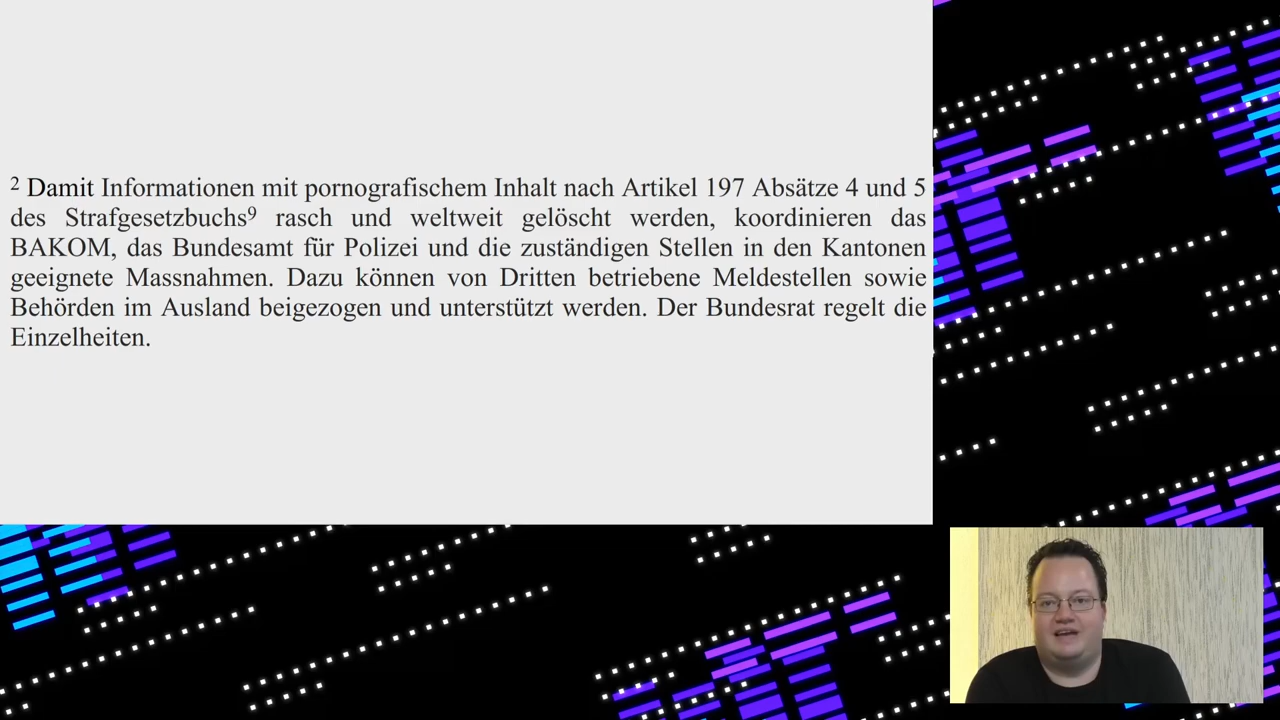 ² Damit Informationen mit pornografischem Inhalt nach Artikel 197 Absätze 4 und 5
des Strafgesetzbuchs⁹ rasch und weltweit gelöscht werden, koordinieren das
BAKOM, das Bundesamt für Polizei und die zuständigen Stellen in den Kantonen
geeignete Massnahmen. Dazu können von Dritten betriebene Meldestellen sowie
Behörden im Ausland beigezogen und unterstützt werden. Der Bundesrat regelt die
Einzelheiten.